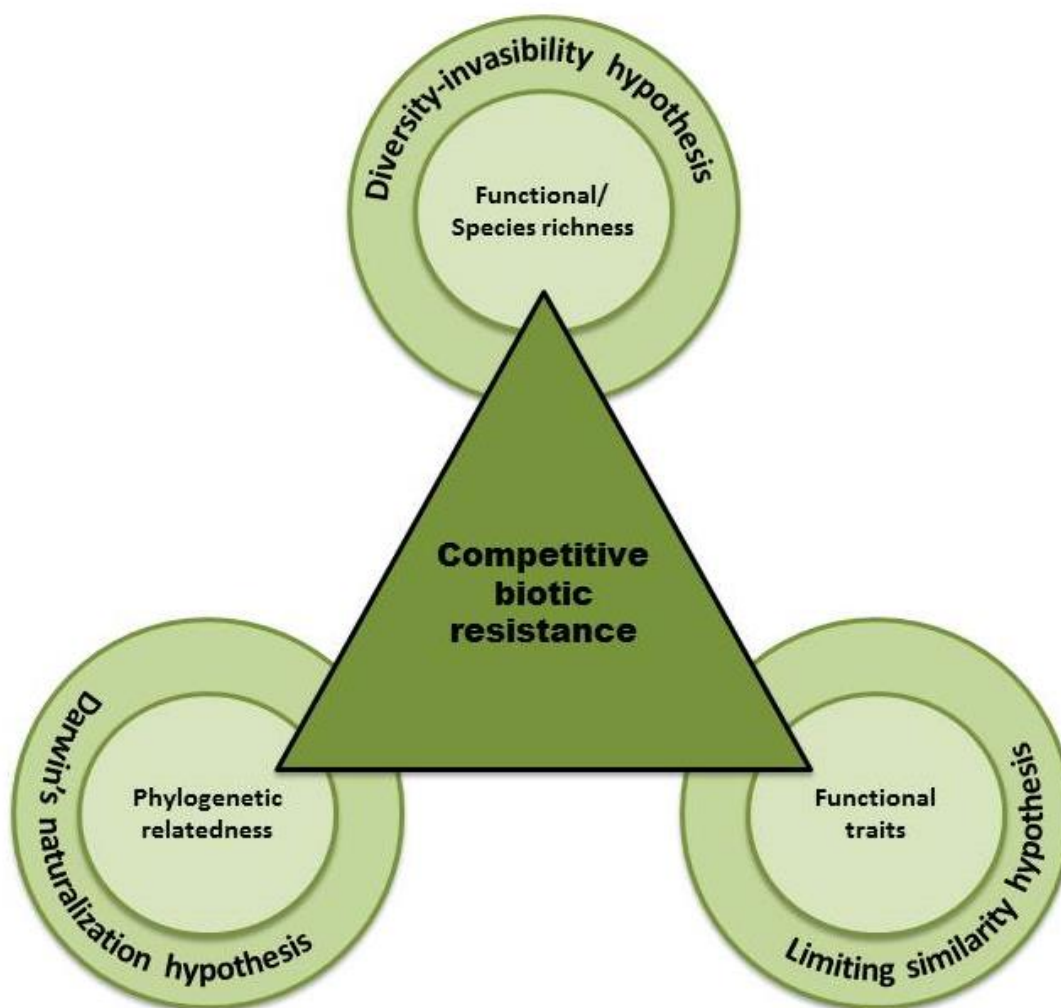 Diversity-invasibility hypothesis
Functional/
Species richness
Competitive
biotic
resistance
Darwin's naturalization hypothesis
Phylogenetic
relatedness
Functional
traits
Limiting similarity hypothesis